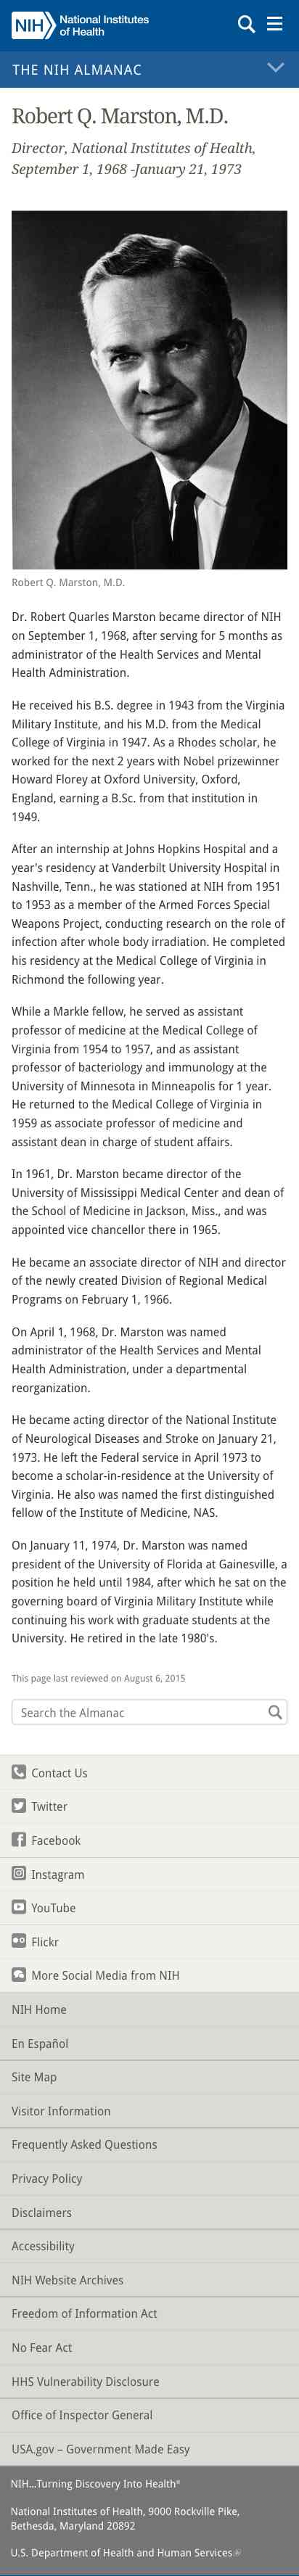 NIH National Institutes
of Health
THE NIH ALMANAC
Robert Q. Marston, M.D.
Director, National Institutes of Health,
September 1, 1968 -January 21, 1973
Robert Q. Marston, M.D.
Dr. Robert Quarles Marston became director of NIH
on September 1, 1968, after serving for 5 months as
administrator of the Health Services and Mental
Health Administration.
He received his B.S. degree in 1943 from the Virginia
Military Institute, and his M.D. from the Medical
College of Virginia in 1947. As a Rhodes scholar, he
worked for the next 2 years with Nobel prizewinner
Howard Florey at Oxford University, Oxford,
England, earning a B.Sc. from that institution in
1949.
After an internship at Johns Hopkins Hospital and a
year's residency at Vanderbilt University Hospital in
Nashville, Tenn., he was stationed at NIH from 1951
to 1953 as a member of the Armed Forces Special
Weapons Project, conducting research on the role of
infection after whole body irradiation. He completed
his residency at the Medical College of Virginia in
Richmond the following year.
While a Markle fellow, he served as assistant
professor of medicine at the Medical College of
Virginia from 1954 to 1957, and as assistant
professor of bacteriology and immunology at the
University of Minnesota in Minneapolis for 1 year.
He returned to the Medical College of Virginia in
1959 as associate professor of medicine and
assistant dean in charge of student affairs.
In 1961, Dr. Marston became director of the
University of Mississippi Medical Center and dean of
the School of Medicine in Jackson, Miss., and was
appointed vice chancellor there in 1965.
He became an associate director of NIH and director
of the newly created Division of Regional Medical
Programs on February 1, 1966.
On April 1, 1968, Dr. Marston was named
administrator of the Health Services and Mental
Health Administration, under a departmental
reorganization.
He became acting director of the National Institute
of Neurological Diseases and Stroke on January 21,
1973. He left the Federal service in April 1973 to
become a scholar-in-residence at the University of
Virginia. He also was named the first distinguished
fellow of the Institute of Medicine, NAS.
On January 11, 1974, Dr. Marston was named
president of the University of Florida at Gainesville, a
position he held until 1984, after which he sat on the
governing board of Virginia Military Institute while
continuing his work with graduate students at the
University. He retired in the late 1980's.
This page last reviewed on August 6, 2015
Search the Almanac
Contact Us
Twitter
Facebook
Instagram
YouTube
Flickr
More Social Media from NIH
NIH Home
En Español
Site Map
Visitor Information
Frequently Asked Questions
Privacy Policy
Disclaimers
Accessibility
NIH Website Archives
Freedom of Information Act
No Fear Act
HHS Vulnerability Disclosure
Office of Inspector General
USA.gov – Government Made Easy
NIH...Turning Discovery Into Health®
National Institutes of Health, 9000 Rockville Pike,
Bethesda, Maryland 20892
U.S. Department of Health and Human Services